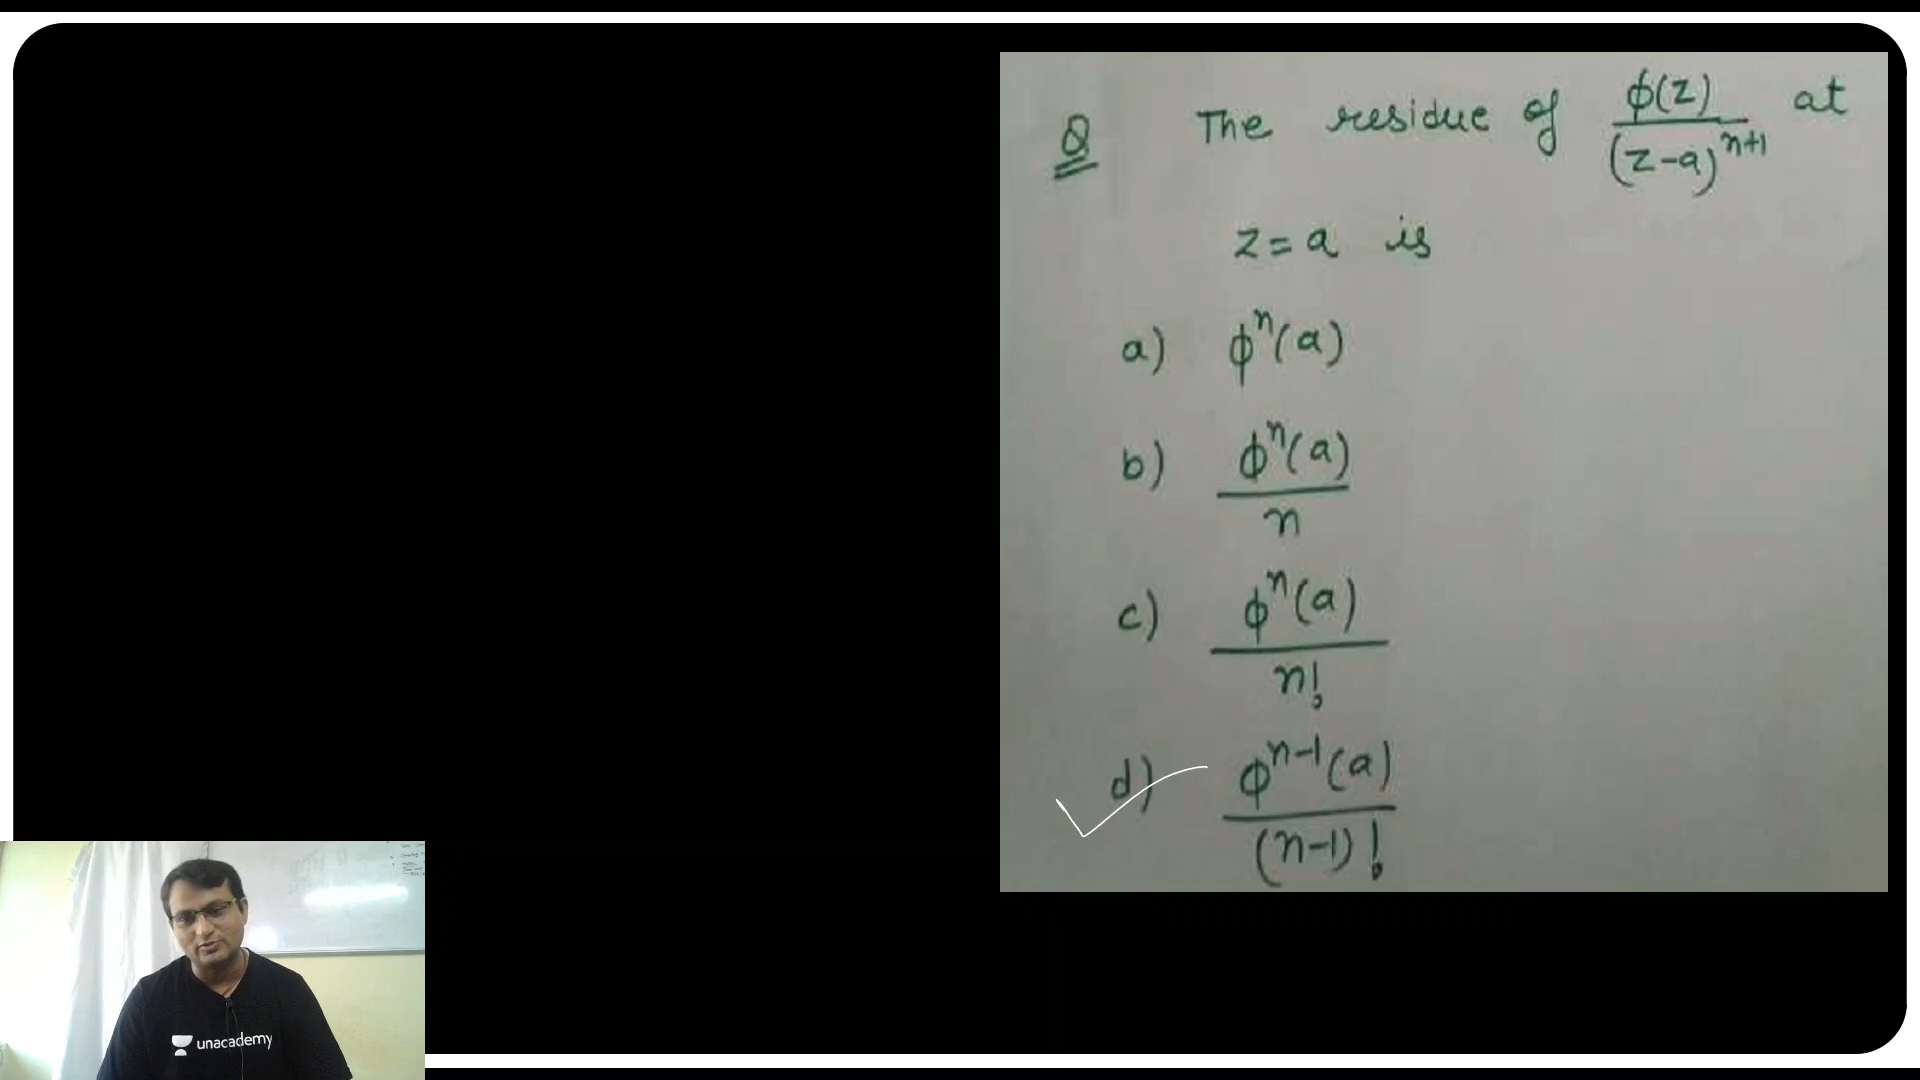 Q The residue of φ(z)/(z-a)^(n+1) at
z = a is
a) φ^n(a)
b) φ^n(a)/n
c) φ^n(a)/n!
d) φ^(n-1)(a)/(n-1)!
unacademy